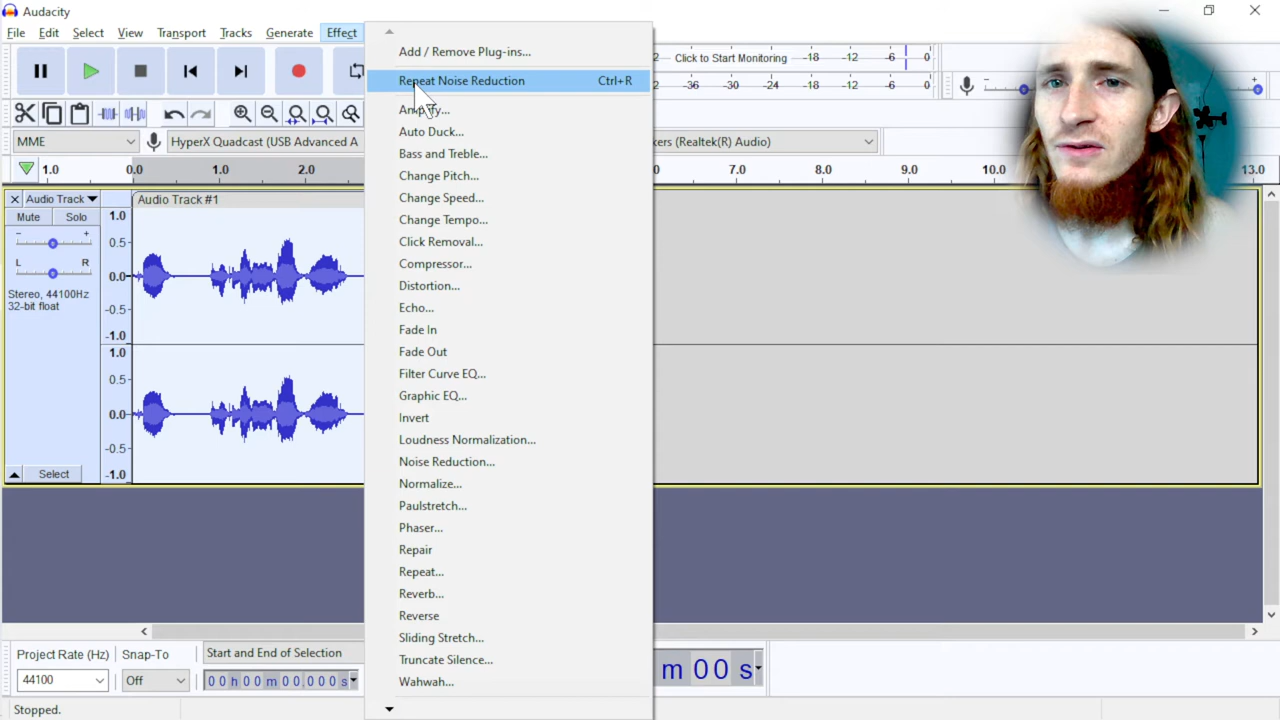 Audacity
File Edit Select View Transport Tracks Generate Effect
Add / Remove Plug-ins...
Repeat Noise Reduction Ctrl+R
Auto Duck...
Bass and Treble...
Change Pitch...
Change Speed...
Change Tempo...
Click Removal...
Compressor...
Distortion...
Echo...
Fade In
Fade Out
Filter Curve EQ...
Graphic EQ...
Invert
Loudness Normalization...
Noise Reduction...
Normalize...
Paulstretch...
Phaser...
Repair
Repeat...
Reverb...
Reverse
Sliding Stretch...
Truncate Silence...
Wahwah...
Click to Start Monitoring -18 -12 -6 0
-36 -24 -18 -12 -6 0
MME HyperX Quadcast (USB Advanced A
kers (Realtek(R) Audio)
1.0 0.0 1.0 2.0
0 7.0 8.0 9.0 10.0 13.0
Audio Track Audio Track #1
Mute Solo
- +
L R
Stereo, 44100Hz
32-bit float
Select
1.0
0.5
0.0
-0.5
-1.0
1.0
0.5
0.0
-0.5
-1.0
Project Rate (Hz) Snap-To Start and End of Selection
44100 Off 00 h 00 m 00.000 s
m 00 s
Stopped.